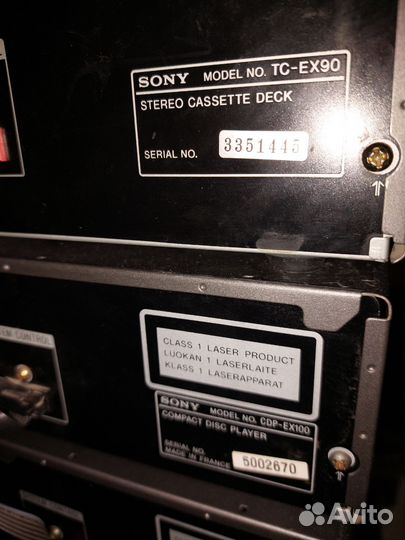 SONY MODEL NO. TC-EX90
STEREO CASSETTE DECK
SERIAL NO. 3351445
CONTROL
CLASS 1 LASER PRODUCT
LUOKAN 1 LASERLAITE
KLASS 1 LASERAPPARAT
SONY MODEL NO. CDP-EX100
COMPACT DISC PLAYER
SERIAL NO.
MADE IN FRANCE 5002670
Avito